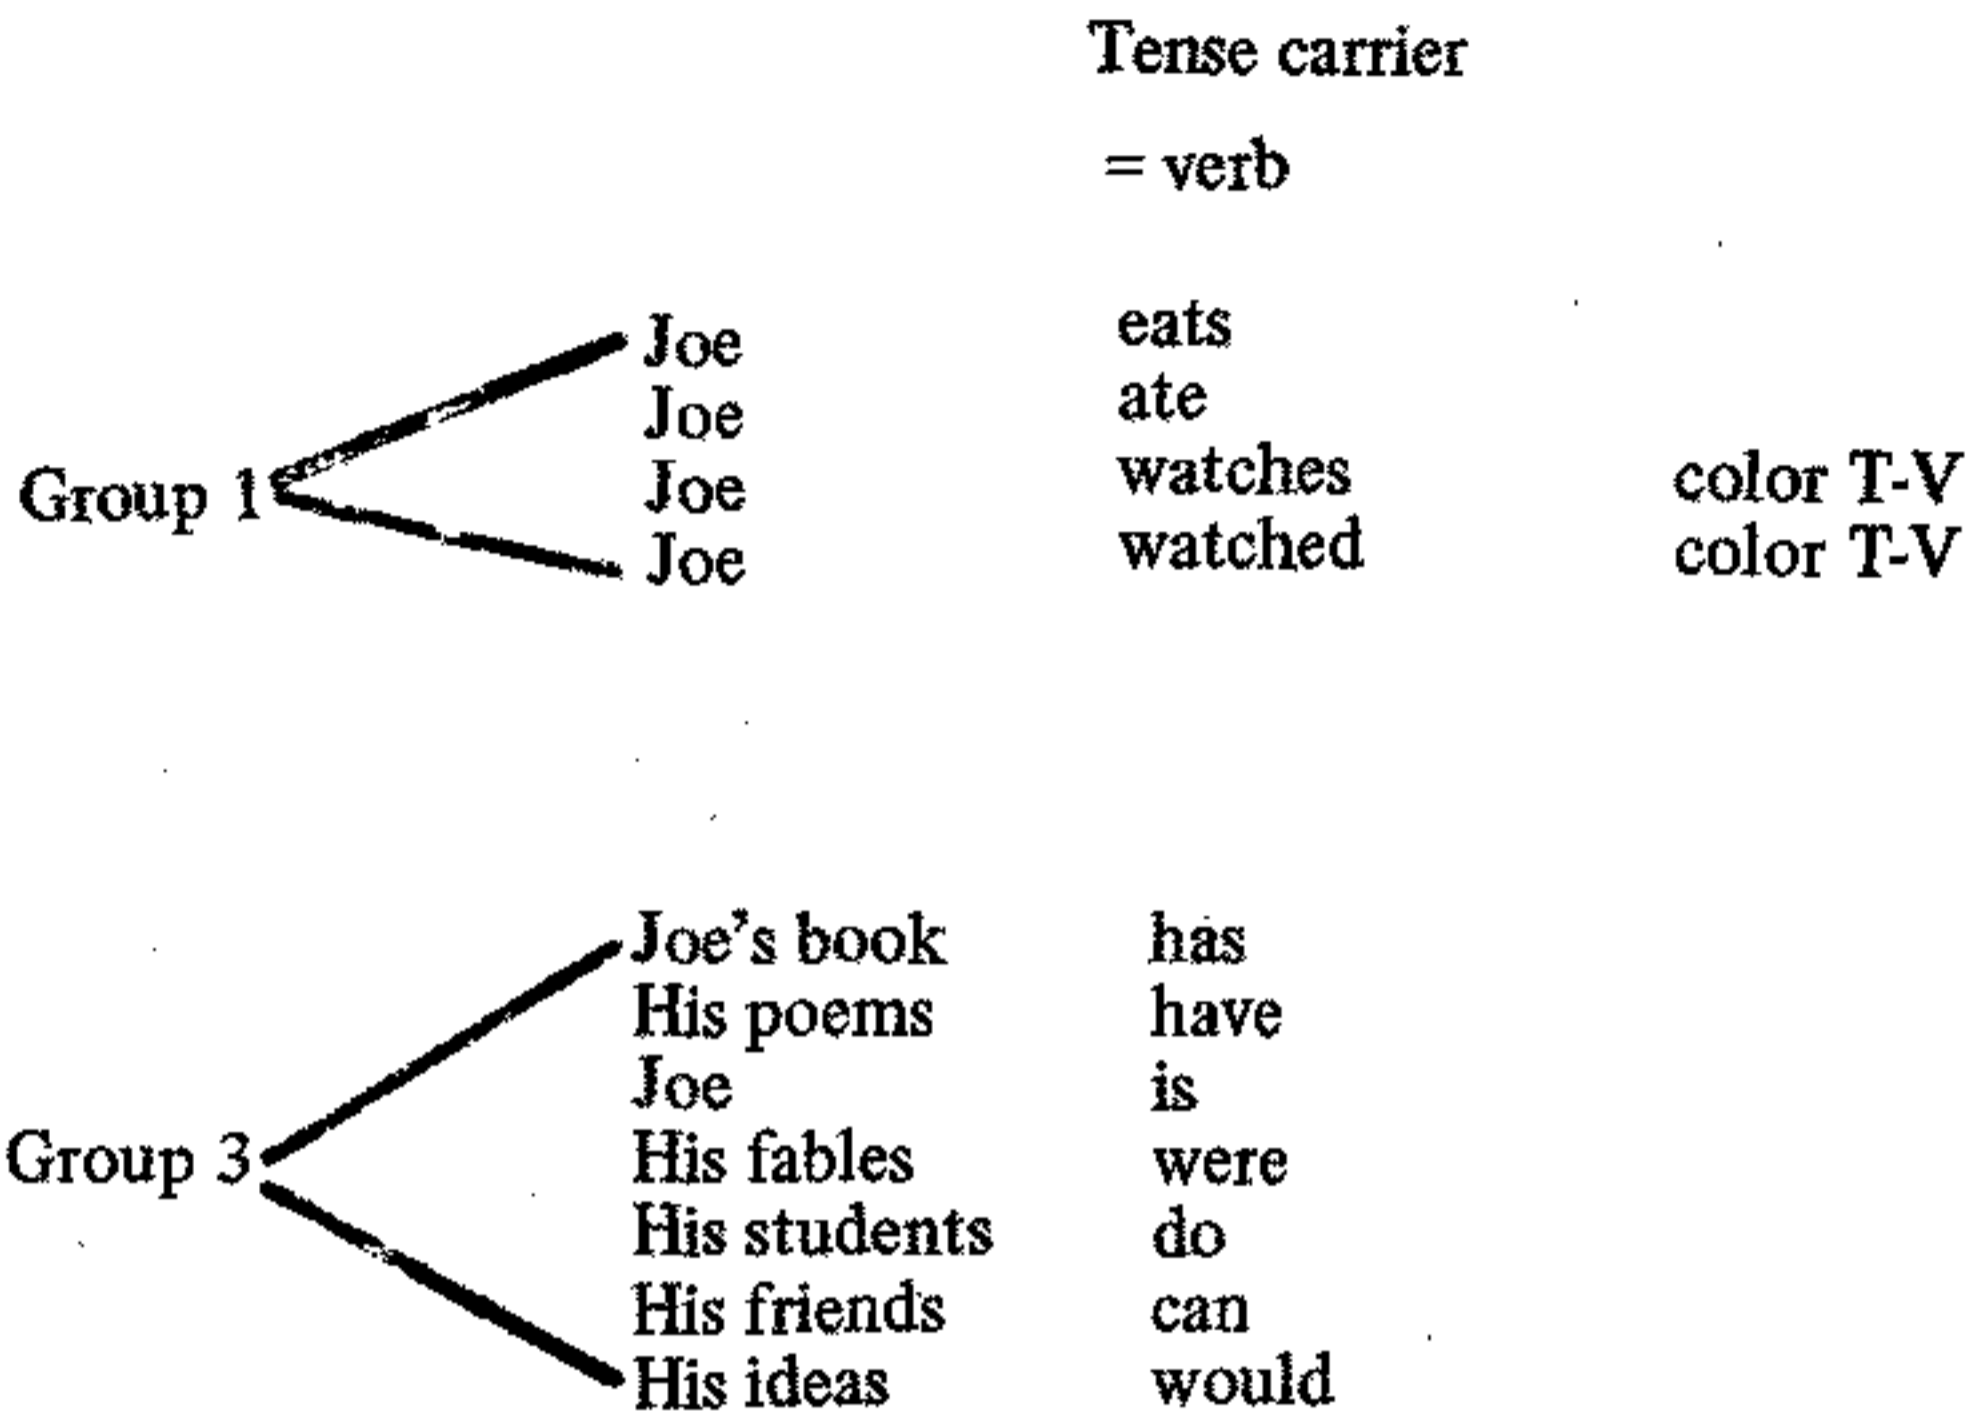 Tense carrier
= verb
Joe eats
Joe ate
Group 1 Joe watches color T-V
Joe watched color T-V
Joe's book has
His poems have
Joe is
Group 3 His fables were
His students do
His friends can
His ideas would